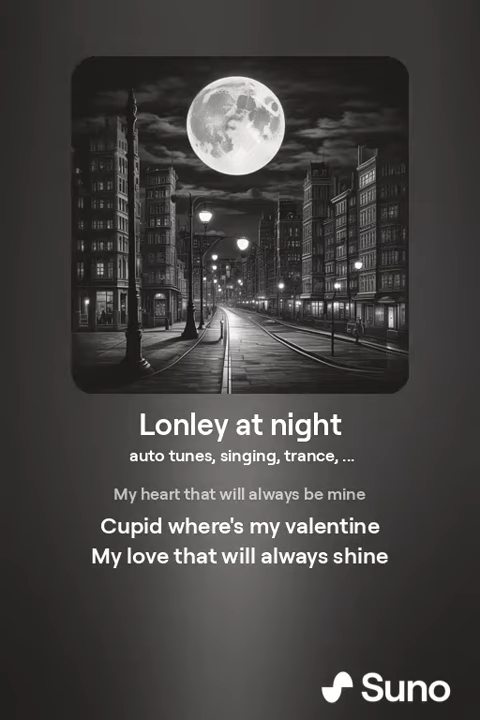 Lonley at night
auto tunes, singing, trance, ...
My heart that will always be mine
Cupid where's my valentine
My love that will always shine
Suno